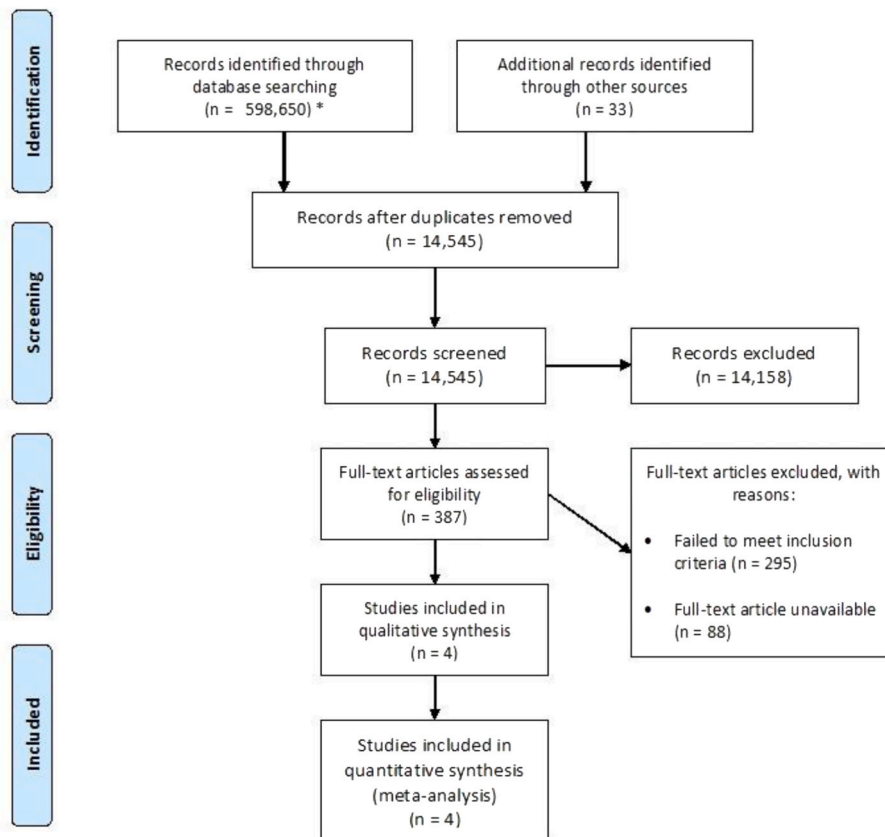 Identification
Records identified through
database searching
(n = 598,650) *
Additional records identified
through other sources
(n = 33)
Records after duplicates removed
(n = 14,545)
Screening
Records screened
(n = 14,545)
Records excluded
(n = 14,158)
Eligibility
Full-text articles assessed
for eligibility
(n = 387)
Full-text articles excluded, with
reasons:
• Failed to meet inclusion
criteria (n = 295)
• Full-text article unavailable
(n = 88)
Studies included in
qualitative synthesis
(n = 4)
Included
Studies included in
quantitative synthesis
(meta-analysis)
(n = 4)